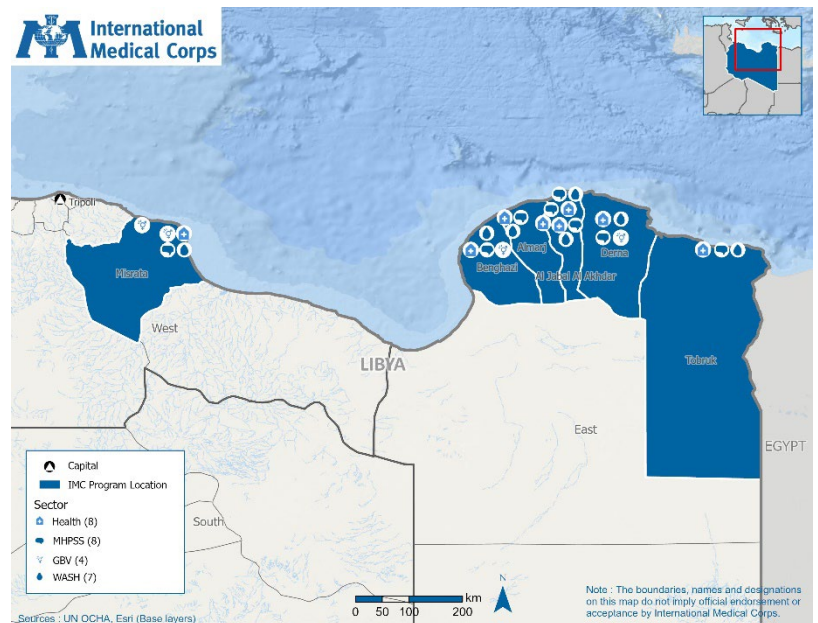 International
Medical Corps
Tripoli
Misrata
West
LIBYA
Benghazi
Almarj
Al Jabal Al Akhdar
Derna
Tobruk
East
EGYPT
South
Capital
IMC Program Location
Sector
Health (8)
MHPSS (8)
GBV (4)
WASH (7)
km
0 50 100 200
N
Note : The boundaries, names and designations
on this map do not imply official endorsement or
acceptance by International Medical Corps.
Sources : UN OCHA, Esri (Base layers)